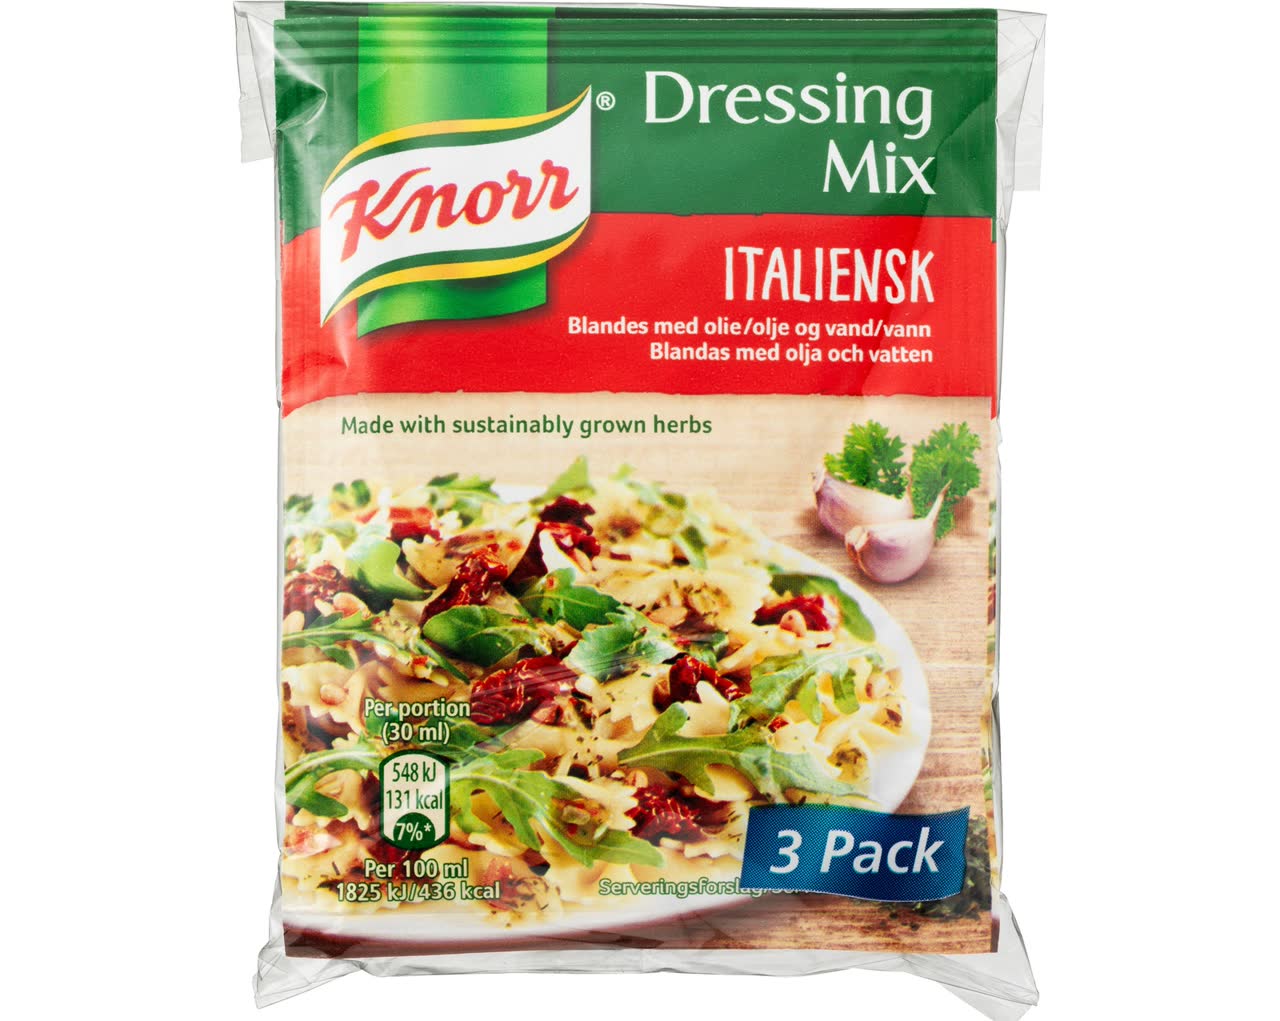 Knorr®
Dressing
Mix
ITALIENSK
Blandes med olie/olje og vand/vann
Blandas med olja och vatten
Made with sustainably grown herbs
Per portion
(30 ml)
548 kJ
131 kcal
7%*
Per 100 ml
1825 kJ/436 kcal
3 Pack